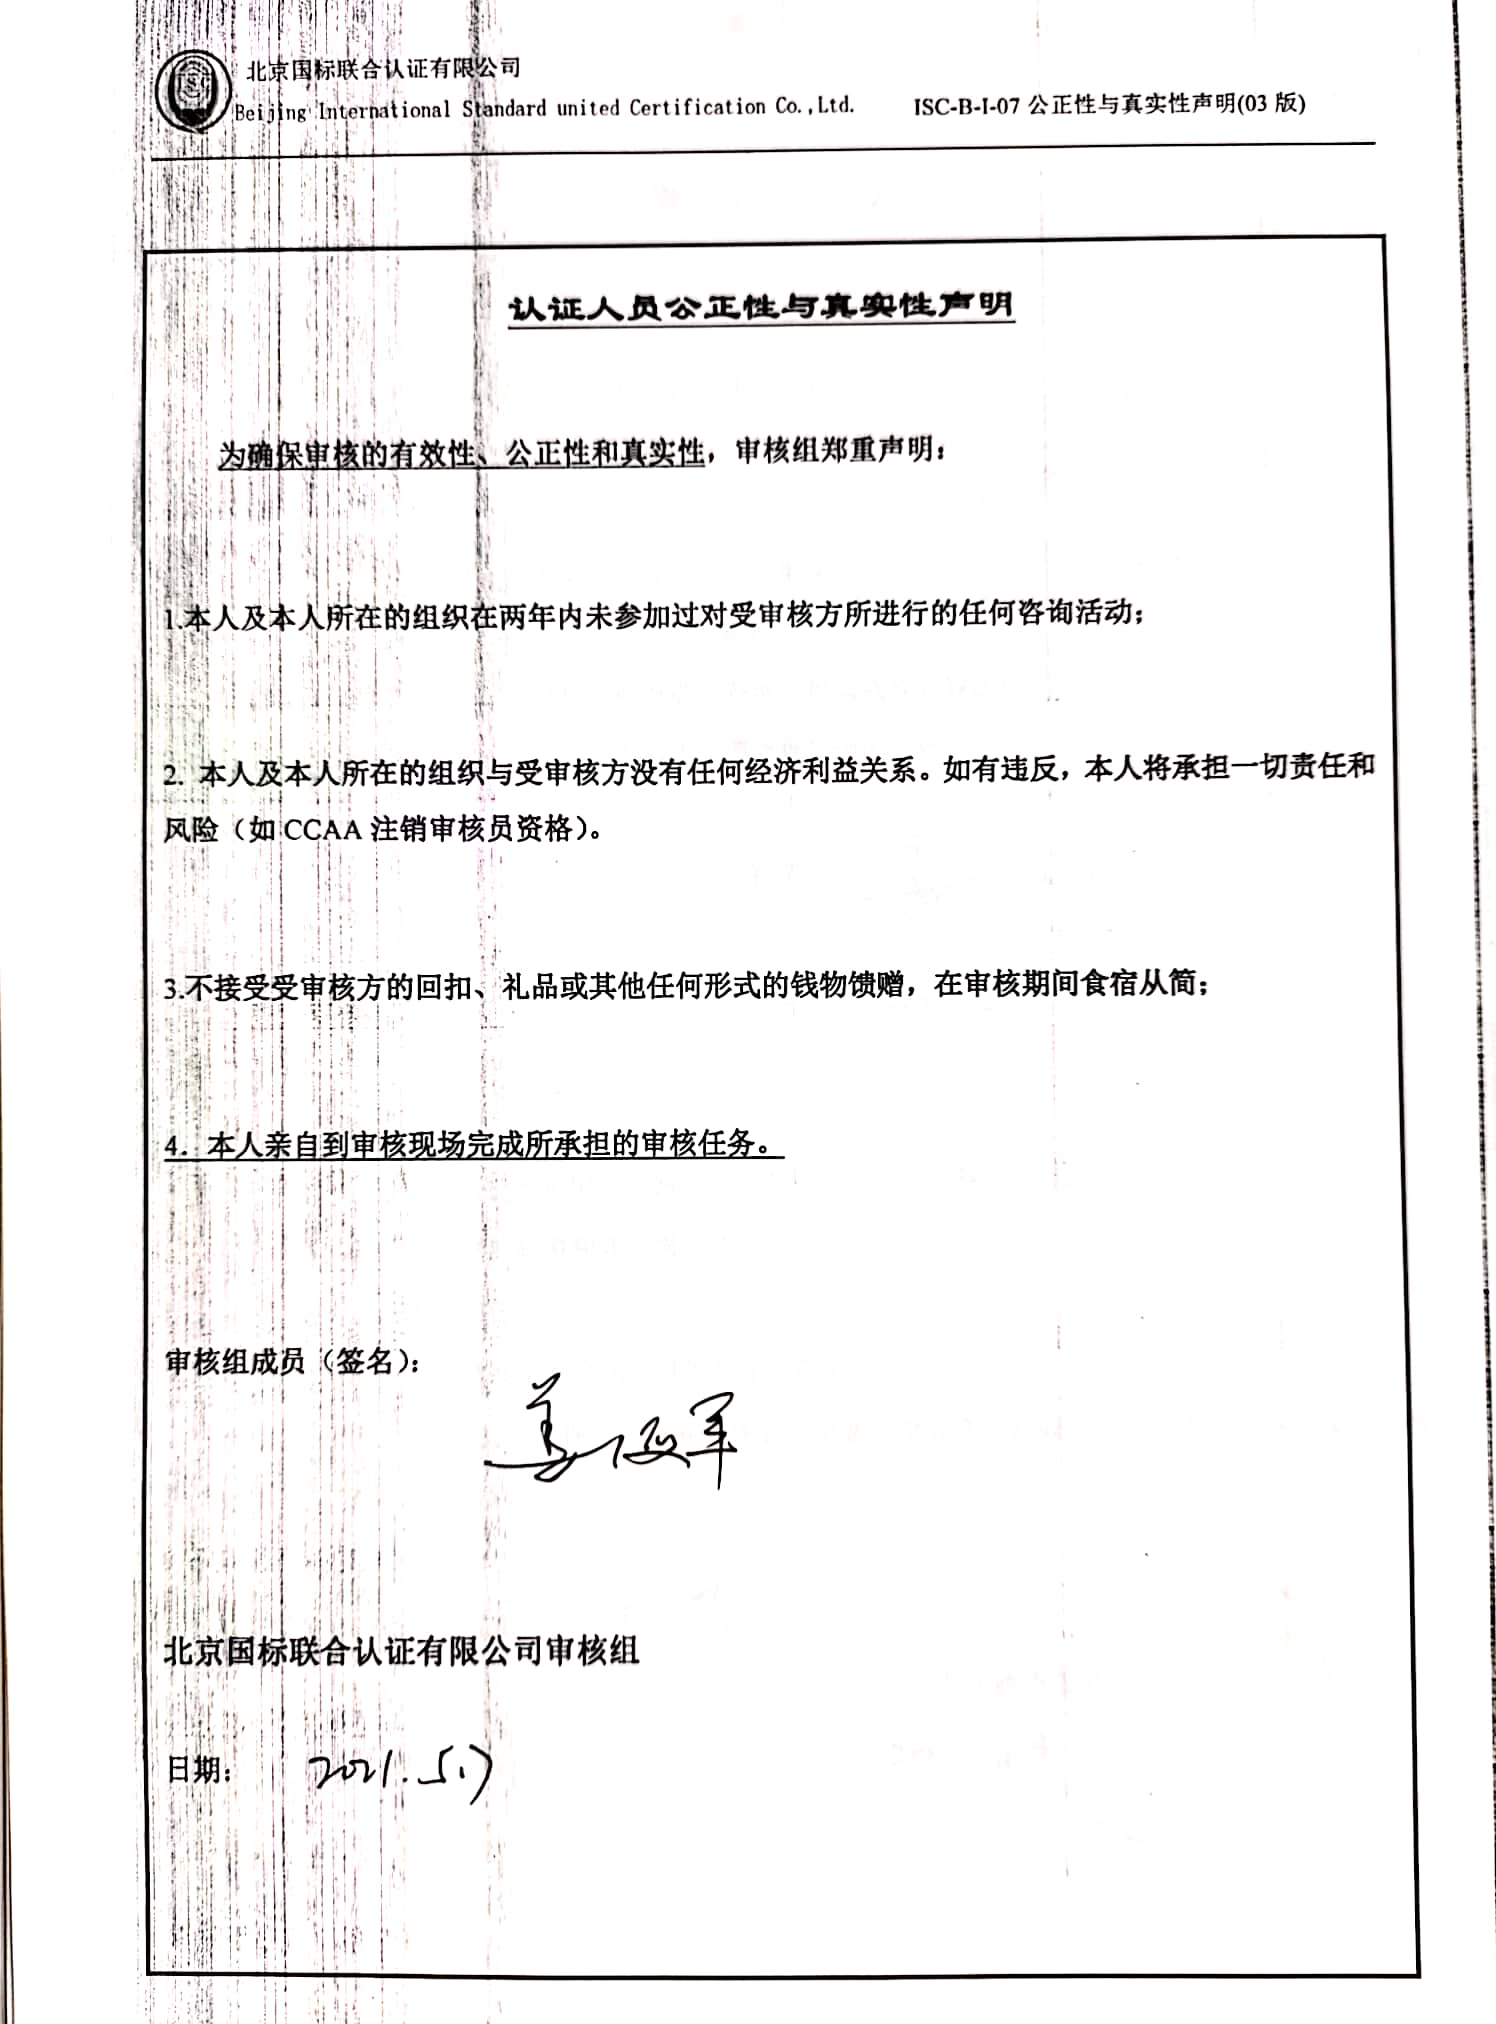 北京国标联合认证有限公司
Beijing International Standard united Certification Co.,Ltd. ISC-B-I-07 公正性与真实性声明(03 版)
认证人员公正性与真实性声明
为确保审核的有效性、公正性和真实性，审核组郑重声明：
1.本人及本人所在的组织在两年内未参加过对受审核方所进行的任何咨询活动；
2. 本人及本人所在的组织与受审核方没有任何经济利益关系。如有违反，本人将承担一切责任和
风险（如 CCAA 注销审核员资格）。
3.不接受受审核方的回扣、礼品或其他任何形式的钱物馈赠，在审核期间食宿从简；
4. 本人亲自到审核现场完成所承担的审核任务。
审核组成员（签名）：
北京国标联合认证有限公司审核组
日期：